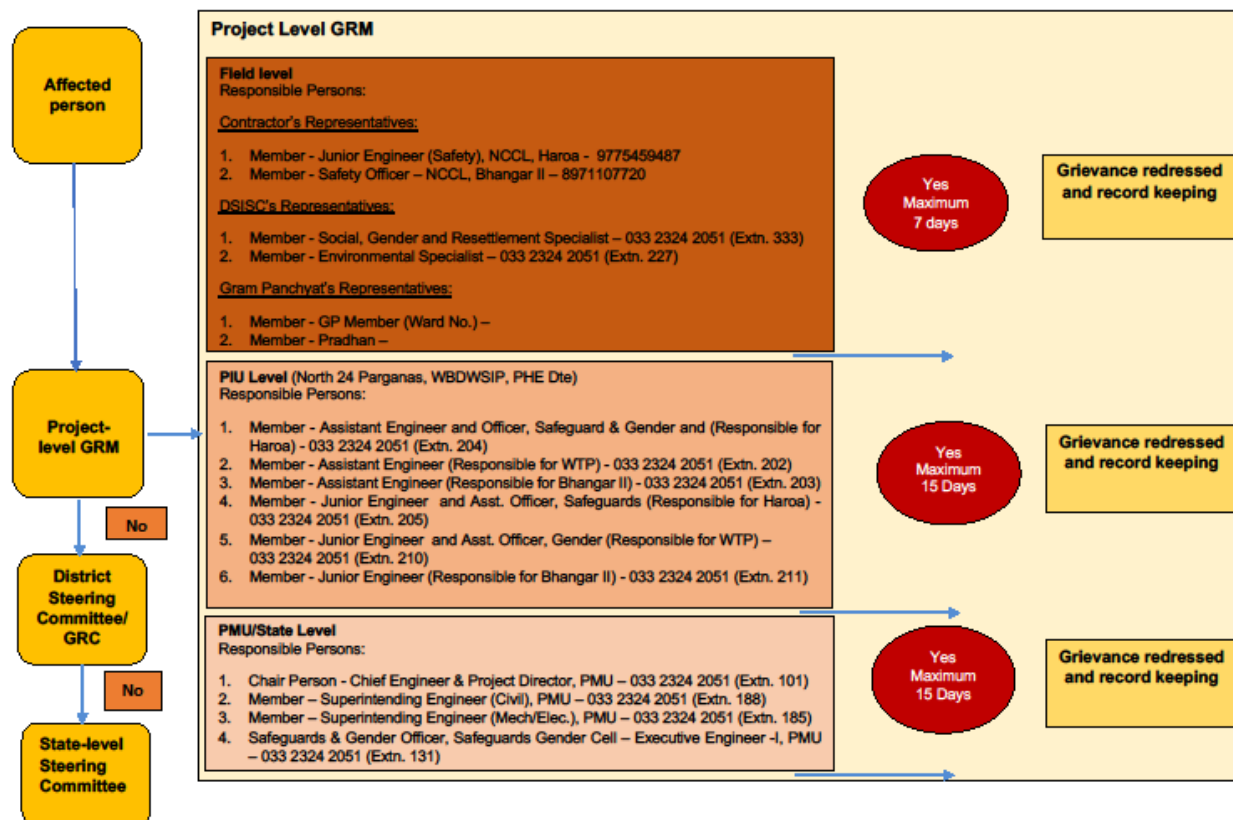 Affected
person
Project-
level GRM
No
District
Steering
Committee/
GRC
No
State-level
Steering
Committee
Project Level GRM
Field level
Responsible Persons:
Contractor's Representatives:
1. Member - Junior Engineer (Safety), NCCL, Haroa - 9775459487
2. Member - Safety Officer – NCCL, Bhangar II – 8971107720
DSISC's Representatives:
1. Member - Social, Gender and Resettlement Specialist – 033 2324 2051 (Extn. 333)
2. Member - Environmental Specialist – 033 2324 2051 (Extn. 227)
Gram Panchyat's Representatives:
1. Member - GP Member (Ward No.) –
2. Member - Pradhan –
Yes
Maximum
7 days
Grievance redressed
and record keeping
PIU Level (North 24 Parganas, WBDWSIP, PHE Dte)
Responsible Persons:
1. Member - Assistant Engineer and Officer, Safeguard & Gender and (Responsible for
Haroa) - 033 2324 2051 (Extn. 204)
2. Member - Assistant Engineer (Responsible for WTP) - 033 2324 2051 (Extn. 202)
3. Member - Assistant Engineer (Responsible for Bhangar II) - 033 2324 2051 (Extn. 203)
4. Member - Junior Engineer and Asst. Officer, Safeguards (Responsible for Haroa) -
033 2324 2051 (Extn. 205)
5. Member - Junior Engineer and Asst. Officer, Gender (Responsible for WTP) –
033 2324 2051 (Extn. 210)
6. Member - Junior Engineer (Responsible for Bhangar II) - 033 2324 2051 (Extn. 211)
Yes
Maximum
15 Days
Grievance redressed
and record keeping
PMU/State Level
Responsible Persons:
1. Chair Person - Chief Engineer & Project Director, PMU – 033 2324 2051 (Extn. 101)
2. Member – Superintending Engineer (Civil), PMU – 033 2324 2051 (Extn. 188)
3. Member – Superintending Engineer (Mech/Elec.), PMU – 033 2324 2051 (Extn. 185)
4. Safeguards & Gender Officer, Safeguards Gender Cell – Executive Engineer -I, PMU
– 033 2324 2051 (Extn. 131)
Yes
Maximum
15 Days
Grievance redressed
and record keeping